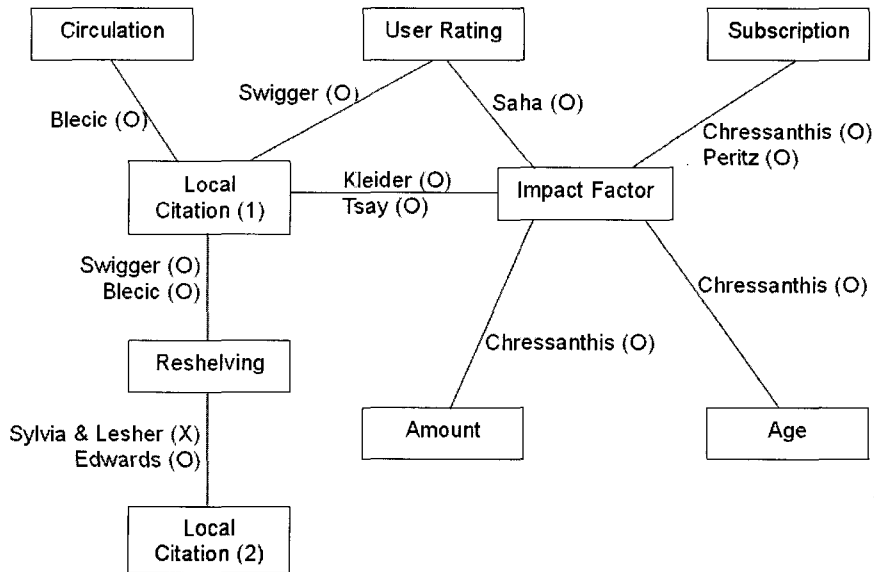 Circulation
User Rating
Subscription
Swigger (O)
Blecic (O)
Saha (O)
Chressanthis (O)
Peritz (O)
Local
Citation (1)
Kleider (O)
Tsay (O)
Impact Factor
Swigger (O)
Blecic (O)
Chressanthis (O)
Chressanthis (O)
Reshelving
Sylvia & Lesher (X)
Edwards (O)
Amount
Age
Local
Citation (2)